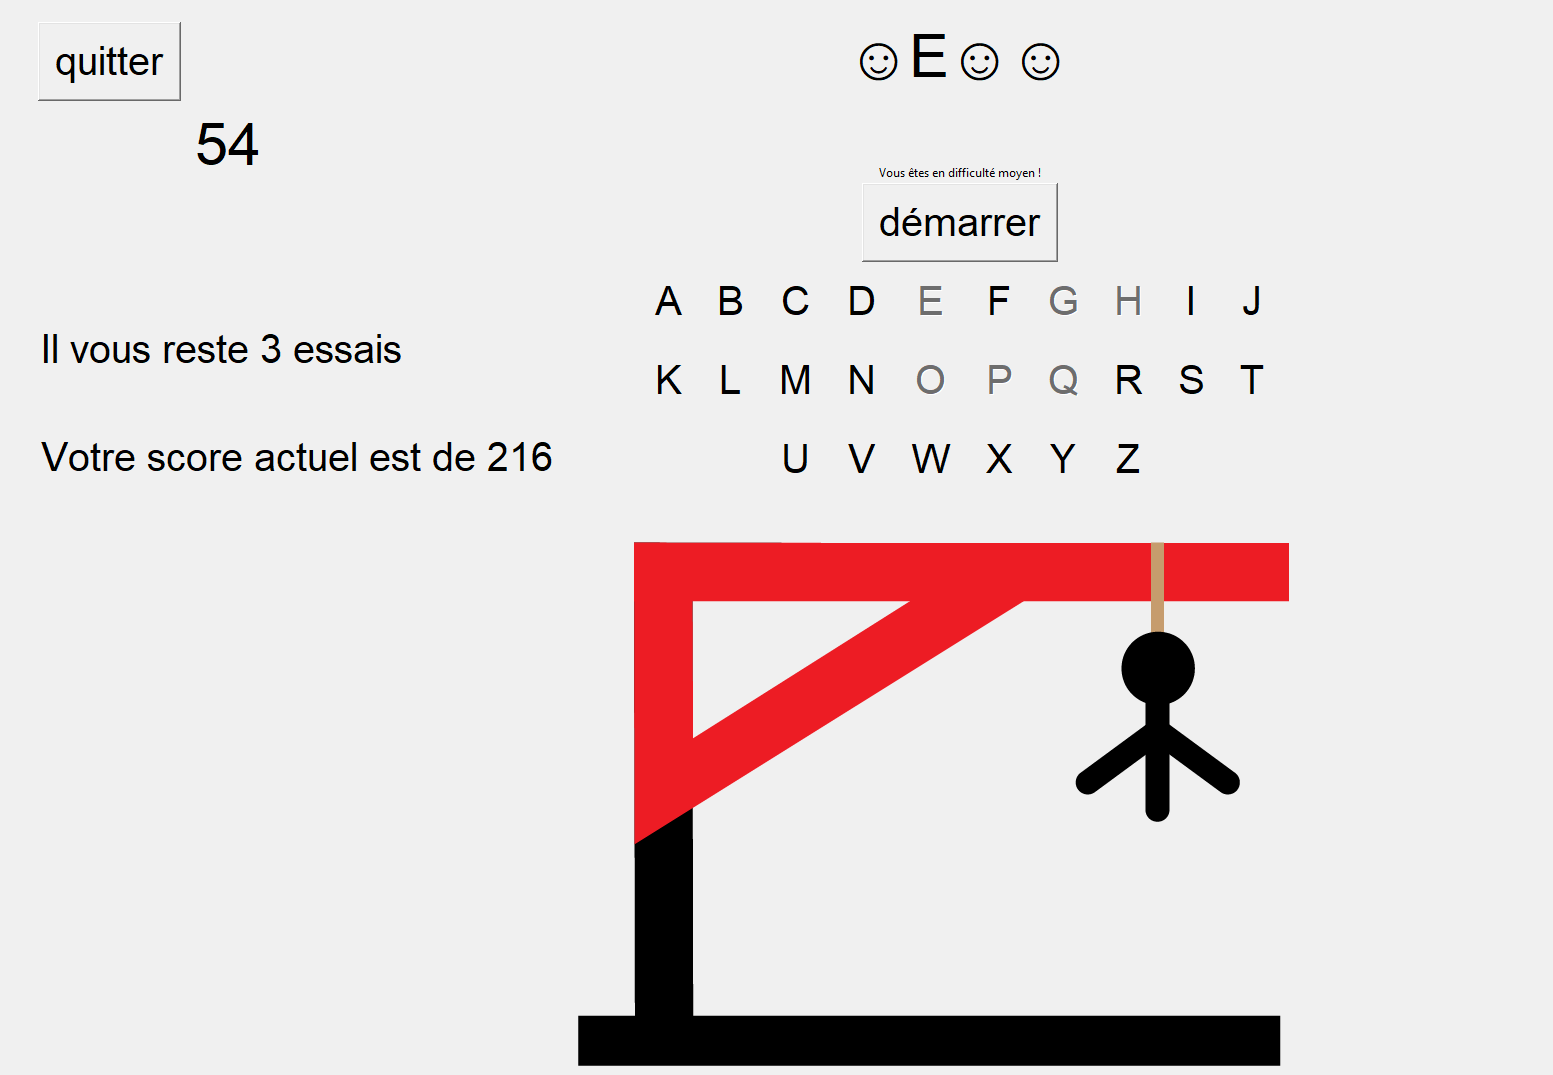 quitter
☺E☺☺
54
Vous êtes en difficulté moyen !
démarrer
A B C D E F G H I J
Il vous reste 3 essais
K L M N O P Q R S T
Votre score actuel est de 216
U V W X Y Z